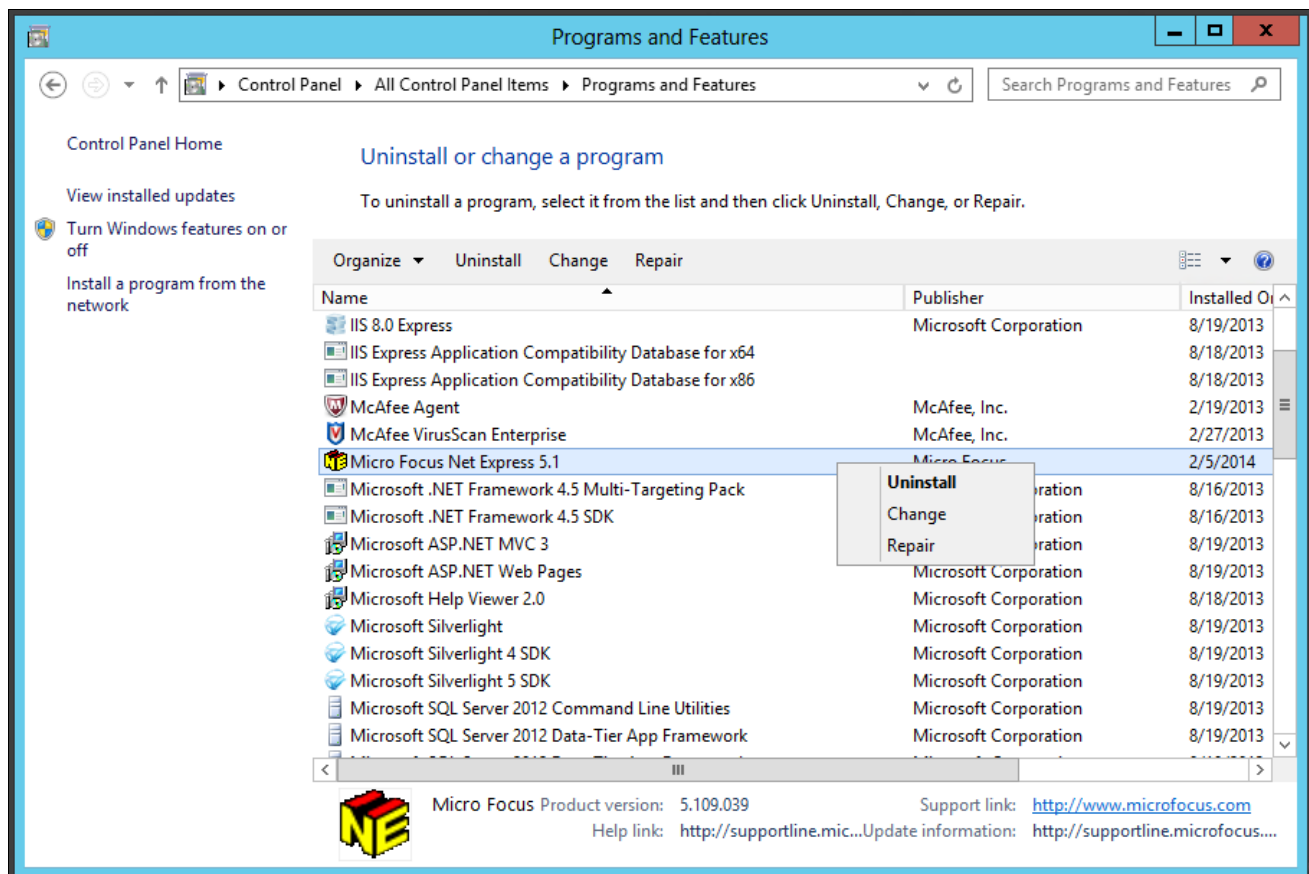 Programs and Features
Control Panel All Control Panel Items Programs and Features Search Programs and Features
Control Panel Home
View installed updates
Turn Windows features on or
off
Install a program from the
network
Uninstall or change a program
To uninstall a program, select it from the list and then click Uninstall, Change, or Repair.
Organize Uninstall Change Repair
Name Publisher
IIS 8.0 Express Microsoft Corporation 8/19/2013
IIS Express Application Compatibility Database for x64 8/18/2013
IIS Express Application Compatibility Database for x86 8/18/2013
McAfee Agent McAfee, Inc. 2/19/2013
McAfee VirusScan Enterprise McAfee, Inc. 2/27/2013
Micro Focus Net Express 5.1 Micro Focus 2/5/2014
Microsoft .NET Framework 4.5 Multi-Targeting Pack 8/16/2013
Microsoft .NET Framework 4.5 SDK 8/16/2013
Microsoft ASP.NET MVC 3 8/19/2013
Uninstall
Change
Repair
Microsoft ASP.NET Web Pages Microsoft Corporation 8/19/2013
Microsoft Help Viewer 2.0 Microsoft Corporation 8/18/2013
Microsoft Silverlight Microsoft Corporation 8/19/2013
Microsoft Silverlight 4 SDK Microsoft Corporation 8/19/2013
Microsoft Silverlight 5 SDK Microsoft Corporation 8/19/2013
Microsoft SQL Server 2012 Command Line Utilities Microsoft Corporation 8/19/2013
Microsoft SQL Server 2012 Data-Tier App Framework Microsoft Corporation 8/19/2013
NE
Micro Focus Product version: 5.109.039 Support link: http://www.microfocus.com
Help link: http://supportline.mic... Update information: http://supportline.microfocus....